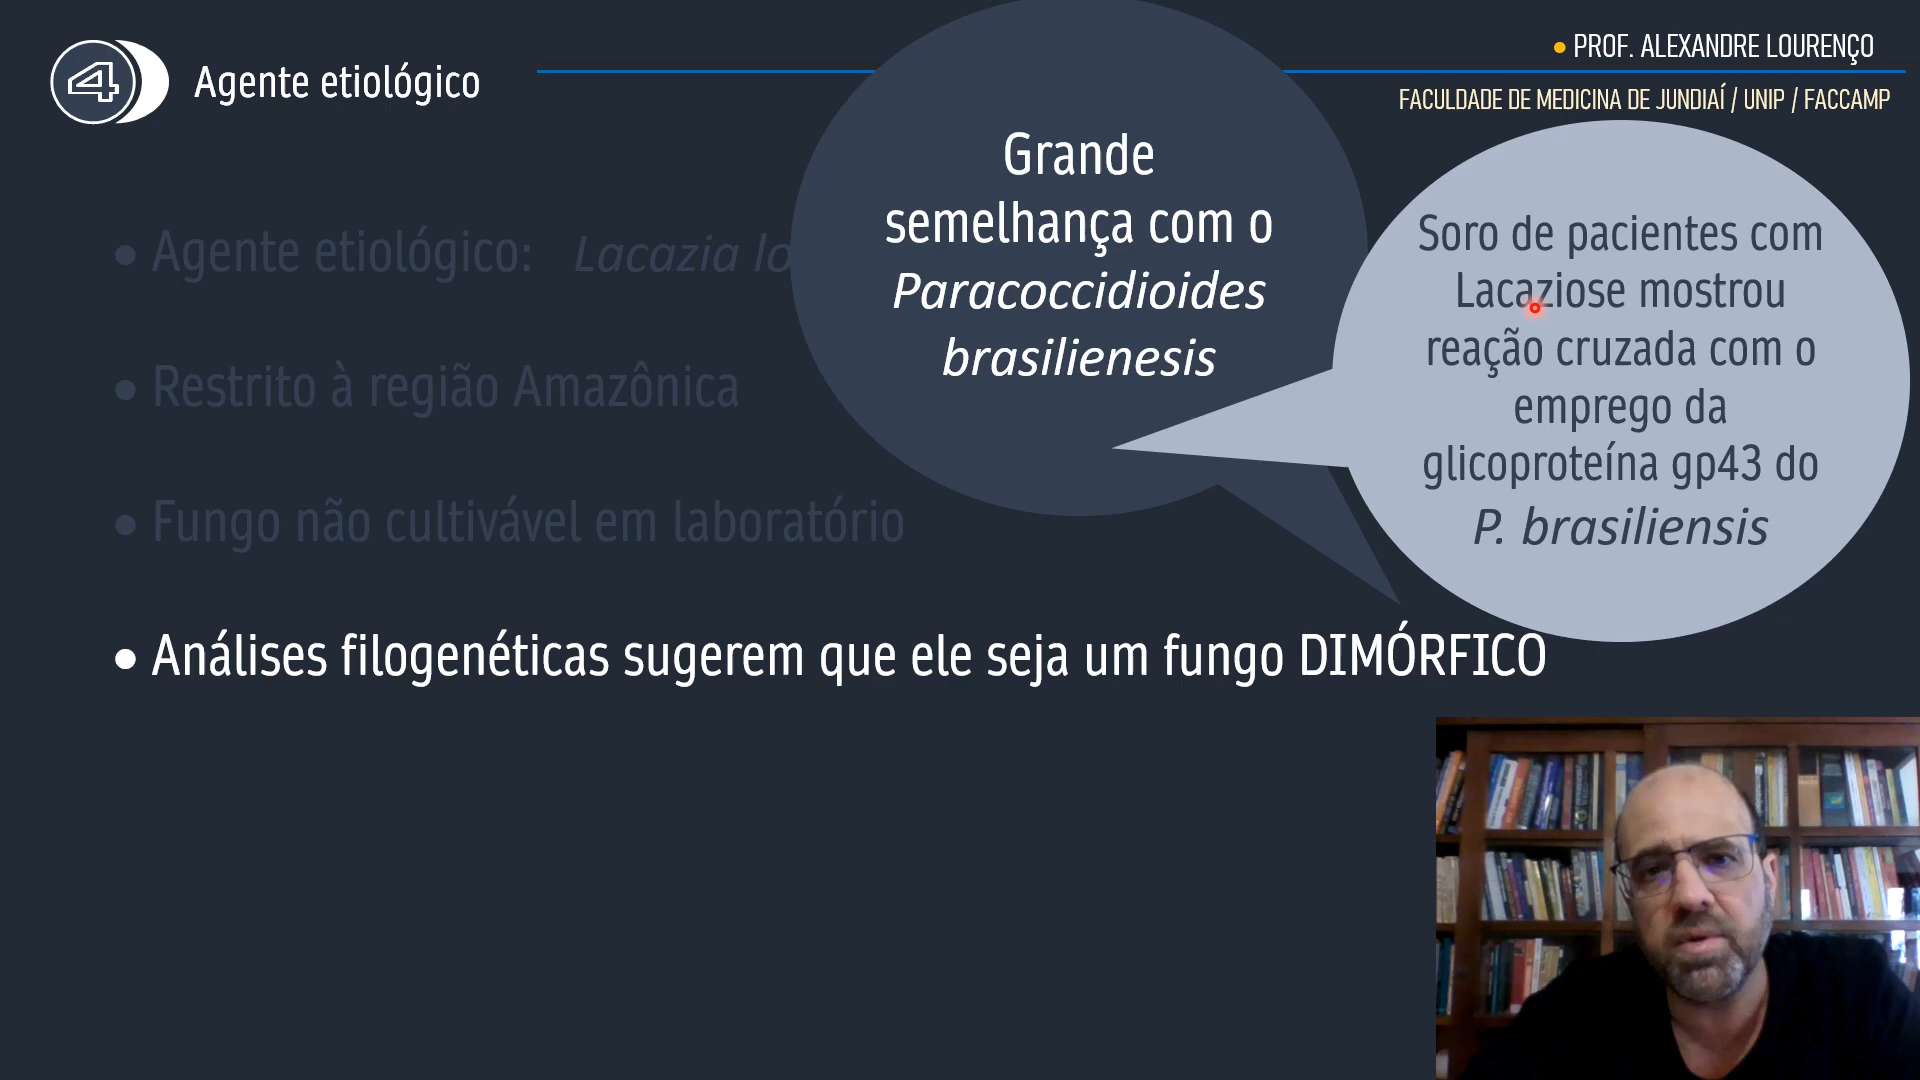 4
Agente etiológico
PROF. ALEXANDRE LOURENÇO
FACULDADE DE MEDICINA DE JUNDIAÍ / UNIP / FACCAMP
• Agente etiológico: Lacazia lo
• Restrito à região Amazônica
• Fungo não cultivável em laboratório
• Análises filogenéticas sugerem que ele seja um fungo DIMÓRFICO
Grande
semelhança com o
Paracoccidioides
brasilienesis
Soro de pacientes com
Lacaziose mostrou
reação cruzada com o
emprego da
glicoproteína gp43 do
P. brasiliensis